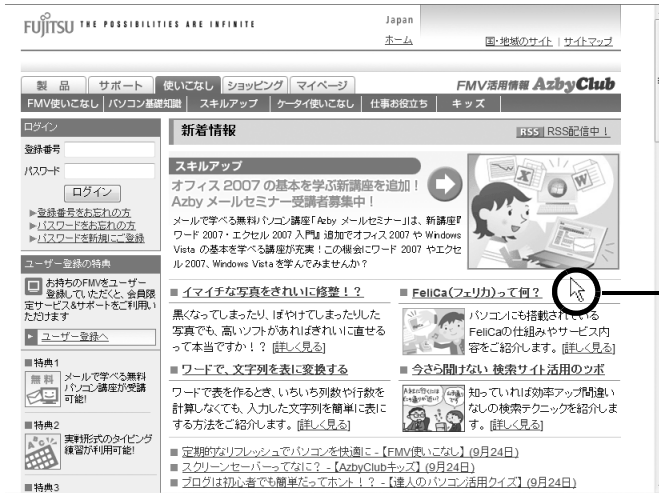 FUJITSU THE POSSIBILITIES ARE INFINITE
Japan
ホーム
国・地域のサイト | サイトマップ
製 品 サポート 使いこなし ショッピング マイページ
FMV活用情報 AzbyClub
FMV使いこなし パソコン基礎知識 スキルアップ ケータイ使いこなし 仕事お役立ち キッズ
ログイン
登録番号
パスワード
ログイン
▶登録番号をお忘れの方
▶パスワードをお忘れの方
▶パスワードを新規にご登録
ユーザー登録の特典
お持ちのFMVをユーザー
登録していただくと、会員限
定サービス&サポートをご利用い
ただけます
ユーザー登録へ
■特典1
無料
メールで学べる無料
パソコン講座が受講
可能!
■特典2
実戦形式のタイピング
練習が利用可能!
■特典3
新着情報
RSS RSS配信中!
スキルアップ
オフィス 2007 の基本を学ぶ新講座を追加!
Azby メールセミナー受講者募集中!
メールで学べる無料パソコン講座『Azby メールセミナー』は、新講座『
ワード 2007・エクセル 2007 入門』追加でオフィス 2007 や Windows
Vista の基本を学べる講座が充実!この機会にワード 2007 やエクセ
ル 2007、Windows Vista を学んでみませんか?
■ イマイチな写真をきれいに修整!?
黒くなってしまったり、ぼやけてしまったりした
写真でも、高いソフトがあればきれいに直せる
って本当ですか!? [詳しく見る]
■ FeliCa(フェリカ)って何?
パソコンにも搭載されている
FeliCaの仕組みやサービス内
容をご紹介します。[詳しく見る]
■ ワードで、文字列を表に変換する
ワードで表を作るとき、いちいち列数や行数を
計算しなくても、入力した文字列を簡単に表に
する方法をご紹介します。[詳しく見る]
■ 今さら聞けない 検索サイト活用のツボ
知っていれば効率アップ間違い
なしの検索テクニックを紹介しま
す。[詳しく見る]
■ 定期的なリフレッシュでパソコンを快適に -【FMV使いこなし】(9月24日)
■ スクリーンセーバーってなに? -【AzbyClubキッズ】(9月24日)
■ ブログは初心者でも簡単だってホント!? -【達人のパソコン活用クイズ】(9月24日)